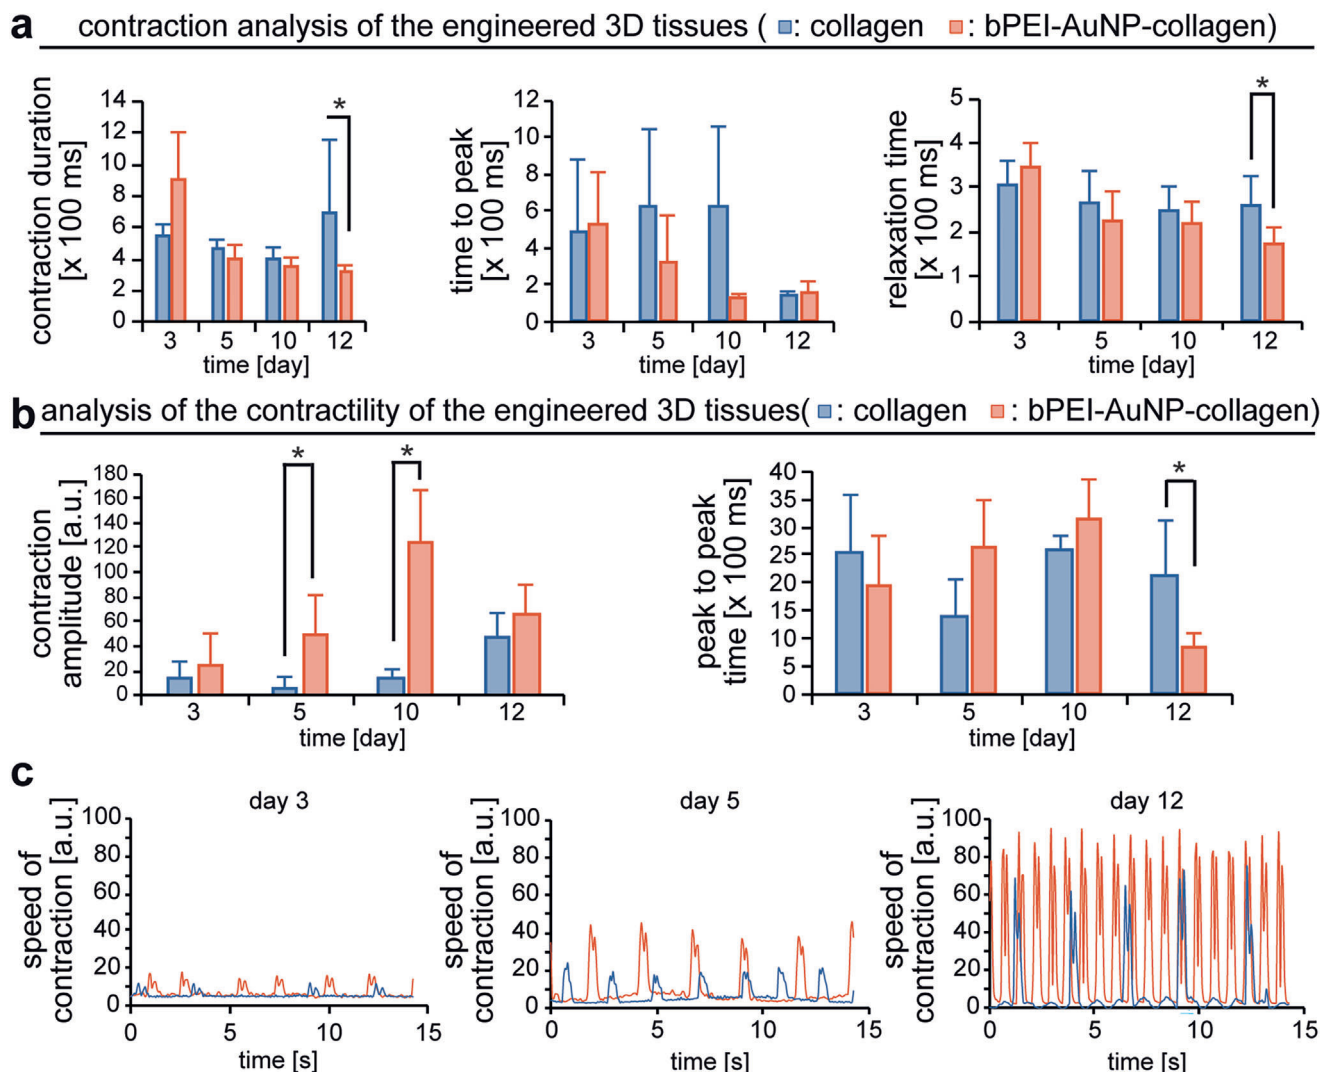 a contraction analysis of the engineered 3D tissues ( : collagen : bPEI-AuNP-collagen)
contraction duration
[x 100 ms]
14
12
10
8
6
4
2
0
*
3 5 10 12
time [day]
time to peak
[x 100 ms]
12
10
8
6
4
2
0
3 5 10 12
time [day]
relaxation time
[x 100 ms]
5
4
3
2
1
0
*
3 5 10 12
time [day]
b analysis of the contractility of the engineered 3D tissues( : collagen : bPEI-AuNP-collagen)
contraction
amplitude [a.u.]
180
160
140
120
100
80
60
40
20
0
* *
3 5 10 12
time [day]
peak to peak
time [x 100 ms]
40
35
30
25
20
15
10
5
0
*
3 5 10 12
time [day]
c
day 3
speed of
contraction [a.u.]
100
80
60
40
20
0
0 5 10 15
time [s]
day 5
speed of
contraction [a.u.]
100
80
60
40
20
0
0 5 10 15
time [s]
day 12
speed of
contraction [a.u.]
100
80
60
40
20
0
0 5 10 15
time [s]